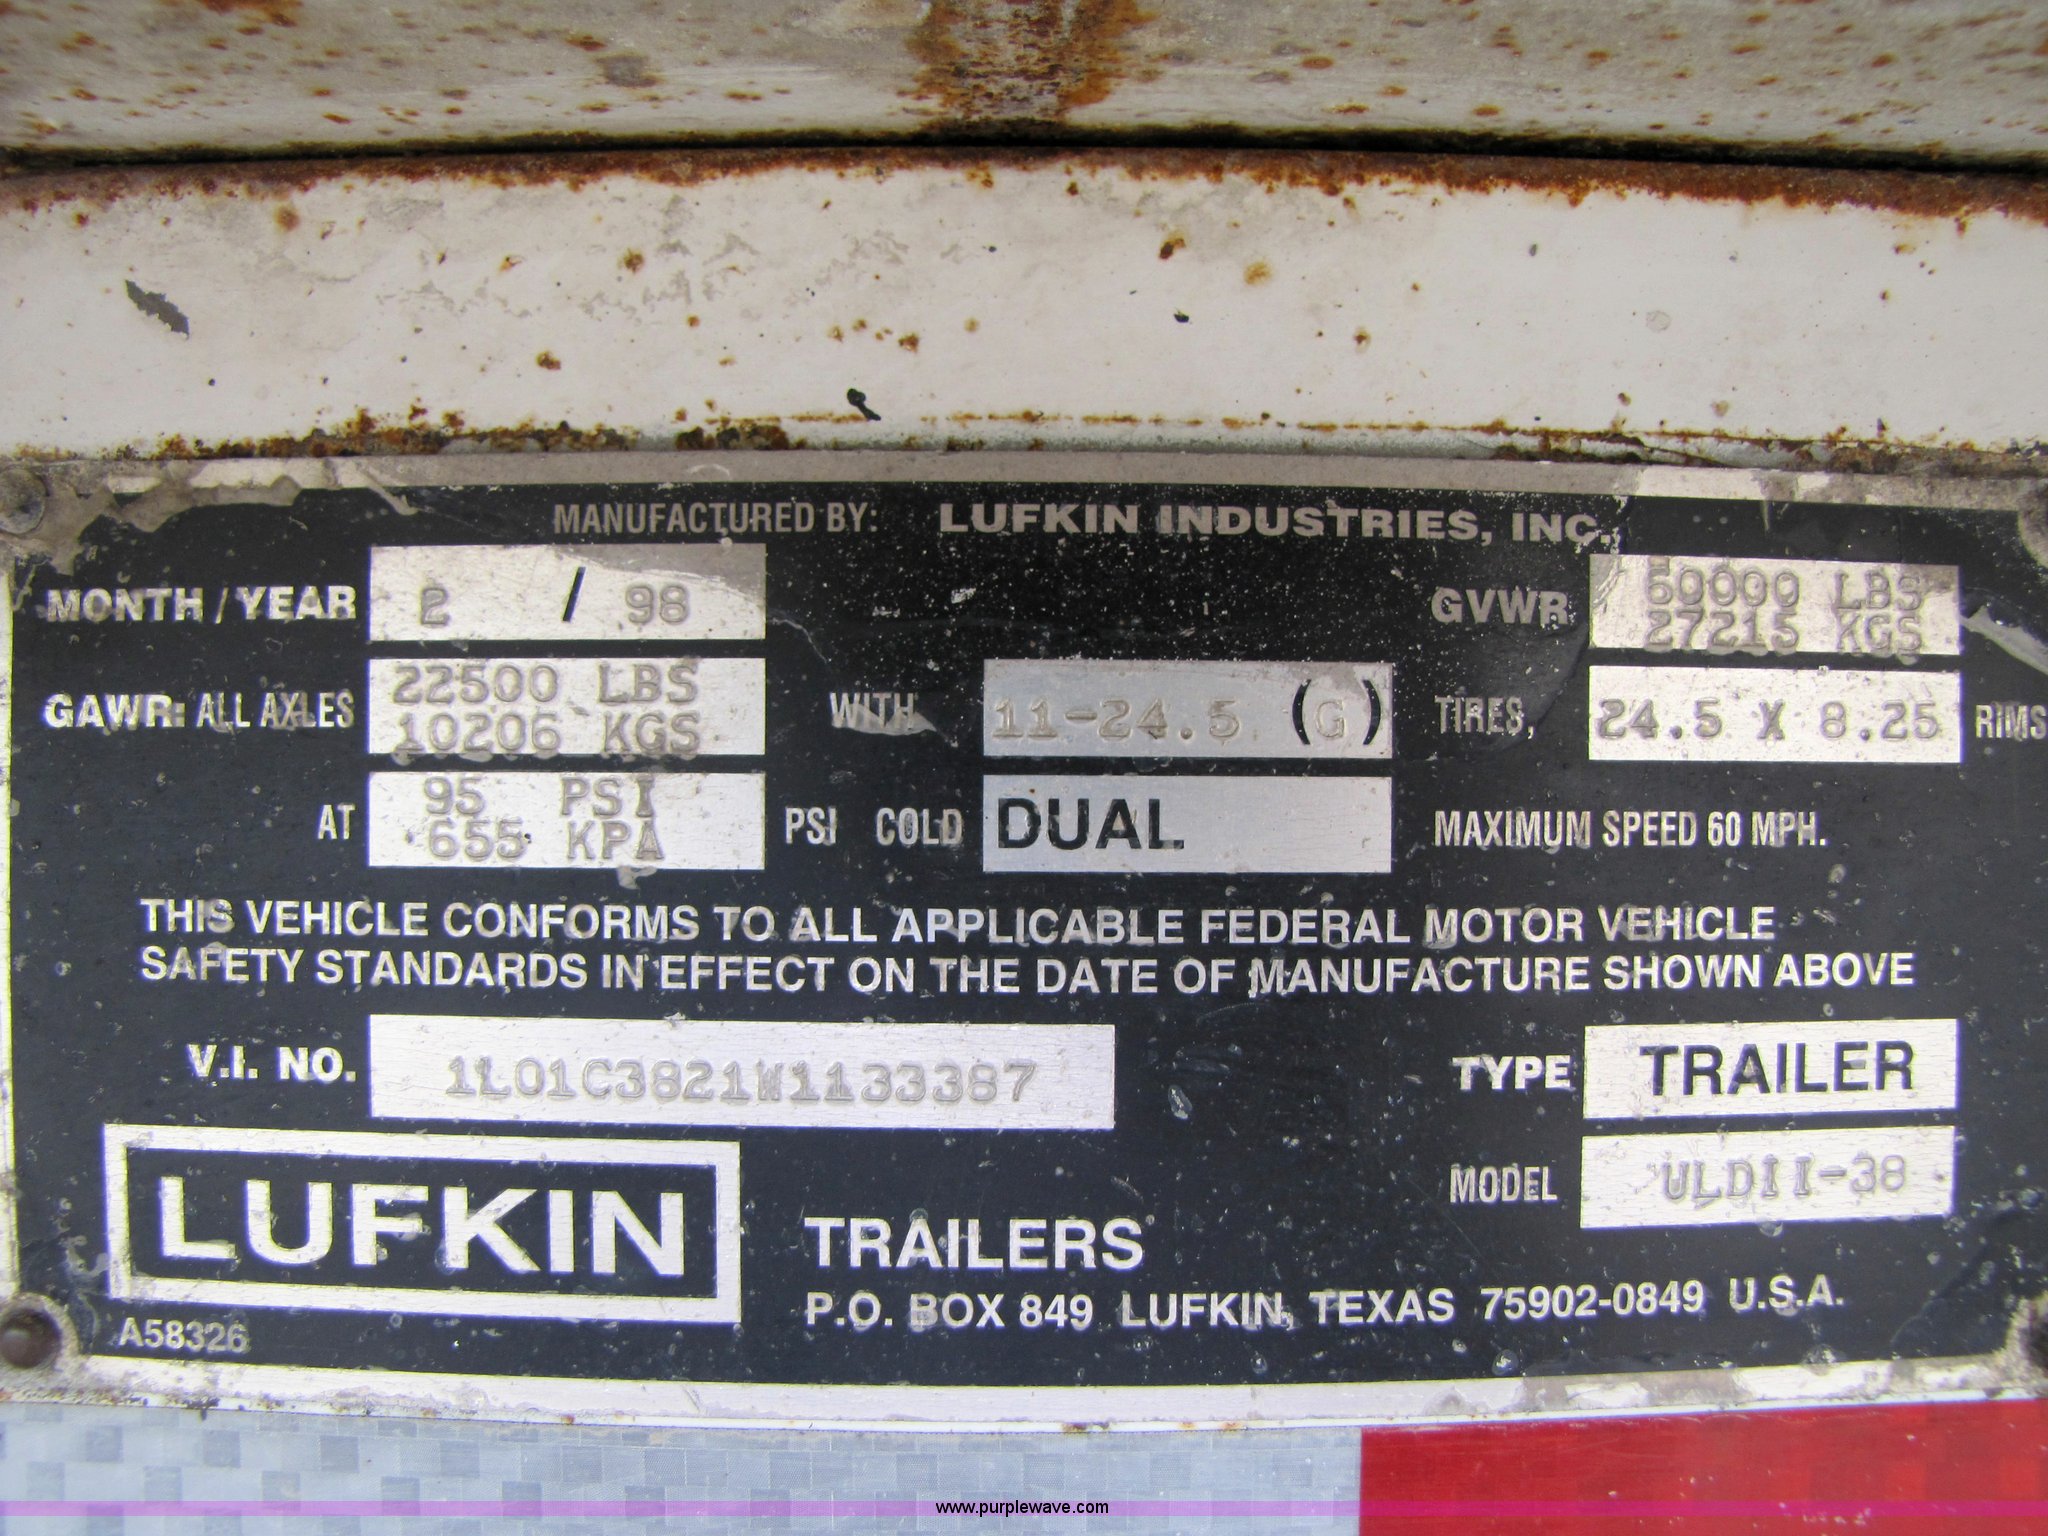 MANUFACTURED BY: LUFKIN INDUSTRIES, INC.
MONTH / YEAR 2 / 98 GVWR 60000 LBS
27215 KGS
GAWR: ALL AXLES 22500 LBS
10206 KGS WITH 11-24.5 (G) TIRES, 24.5 X 8.25 RIMS
AT 95 PSI
655 KPA PSI COLD DUAL MAXIMUM SPEED 60 MPH.
THIS VEHICLE CONFORMS TO ALL APPLICABLE FEDERAL MOTOR VEHICLE
SAFETY STANDARDS IN EFFECT ON THE DATE OF MANUFACTURE SHOWN ABOVE
V.I. NO. 1L01C3821W1133387 TYPE TRAILER
MODEL ULDII-38
LUFKIN TRAILERS
P.O. BOX 849 LUFKIN, TEXAS 75902-0849 U.S.A.
A58326
www.purplewave.com